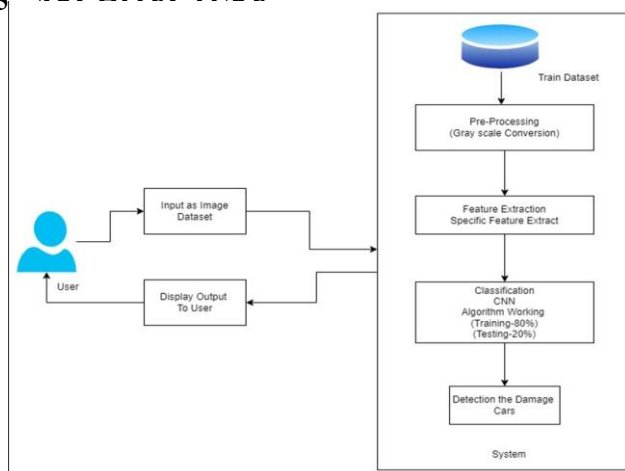 Train Dataset
Pre-Processing
(Gray scale Conversion)
Feature Extraction
Specific Feature Extract
Classification
CNN
Algorithm Working
(Training-80%)
(Testing-20%)
Detection the Damage
Cars
System
Input as Image
Dataset
User
Display Output
To User